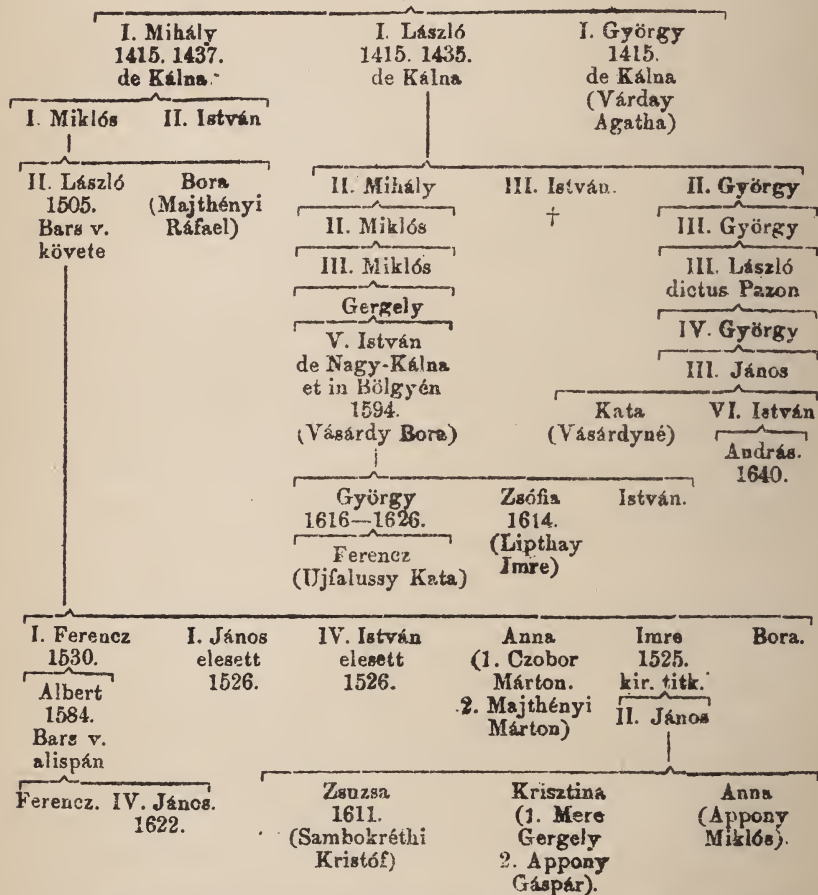 I. Mihály I. László I. György
1415. 1437. 1415. 1435. 1415.
de Kálna. de Kálna de Kálna
(Várday
Agatha)
I. Miklós II. István
II. László Bora II. Mihály III. István. II. György
1505. (Majthényi †
Bars v. Ráfael) II. Miklós III. György
követe III. Miklós III. László
dictus Pazon
Gergely IV. György
V. István III. János
de Nagy-Kálna
et in Bölgyén
1594. Kata VI. István
(Vásárdy Bora) (Vásárdyné) András.
1640.
György Zsófia István.
1616—1626. 1614.
Ferencz (Lipthay
(Ujfalussy Kata) Imre)
I. Ferencz I. János IV. István Anna Imre Bora.
1530. elesett elesett (1. Czobor 1525.
Albert 1526. 1526. Márton. kir. titk.
1584. 2. Majthényi II. János
Bars v. Márton)
alispán
Ferencz. IV. János. Zsuzsa Krisztina Anna
1622. 1611. (1. Mere (Appony
(Sambokréthi Gergely Miklós).
Kristóf) 2. Appony
Gáspár).